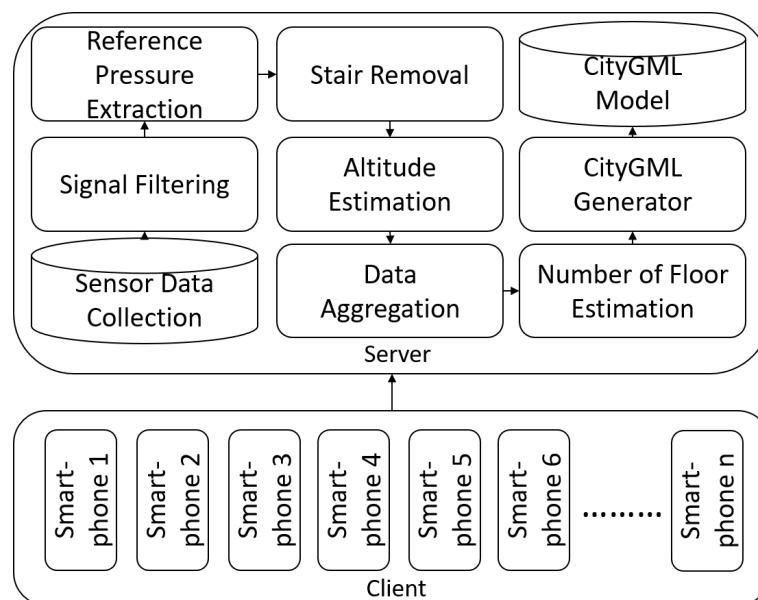 Reference
Pressure
Extraction
Stair Removal
CityGML
Model
Signal Filtering
Altitude
Estimation
CityGML
Generator
Sensor Data
Collection
Data
Aggregation
Number of Floor
Estimation
Server
Smart-
phone 1
Smart-
phone 2
Smart-
phone 3
Smart-
phone 4
Smart-
phone 5
Smart-
phone 6
.........
Smart-
phone n
Client